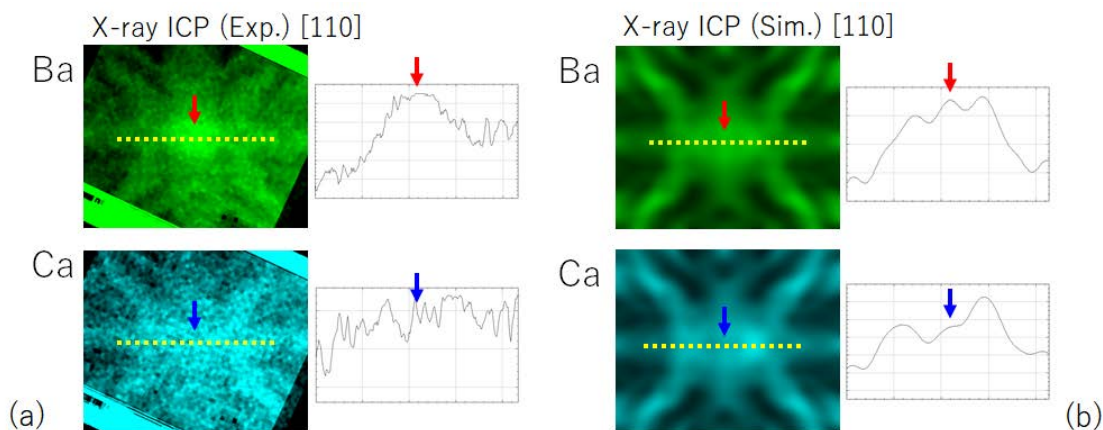 X-ray ICP (Exp.) [110]
X-ray ICP (Sim.) [110]
Ba
Ba
Ca
Ca
(a)
(b)